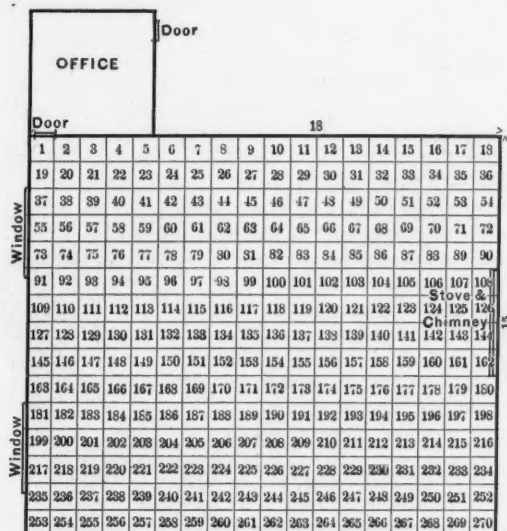 Door
OFFICE
Door
18
1 2 3 4 5 6 7 8 9 10 11 12 13 14 15 16 17 18
19 20 21 22 23 24 25 26 27 28 29 30 31 32 33 34 35 36
37 38 39 40 41 42 43 44 45 46 47 48 49 50 51 52 53 54
55 56 57 58 59 60 61 62 63 64 65 66 67 68 69 70 71 72
Window
73 74 75 76 77 78 79 80 81 82 83 84 85 86 87 88 89 90
91 92 93 94 95 96 97 98 99 100 101 102 103 104 105 106 107 108
Stove &
109 110 111 112 113 114 115 116 117 118 119 120 121 122 123 124 125 126
Chimney
15
127 128 129 130 131 132 133 134 135 136 137 138 139 140 141 142 143 144
145 146 147 148 149 150 151 152 153 154 155 156 157 158 159 160 161 162
163 164 165 166 167 168 169 170 171 172 173 174 175 176 177 178 179 180
181 182 183 184 185 186 187 188 189 190 191 192 193 194 195 196 197 198
199 200 201 202 203 204 205 206 207 208 209 210 211 212 213 214 215 216
Window
217 218 219 220 221 222 223 224 225 226 227 228 229 230 231 232 233 234
235 236 237 238 239 240 241 242 243 244 245 246 247 248 249 250 251 252
253 254 255 256 257 258 259 260 261 262 263 264 265 266 267 268 269 270